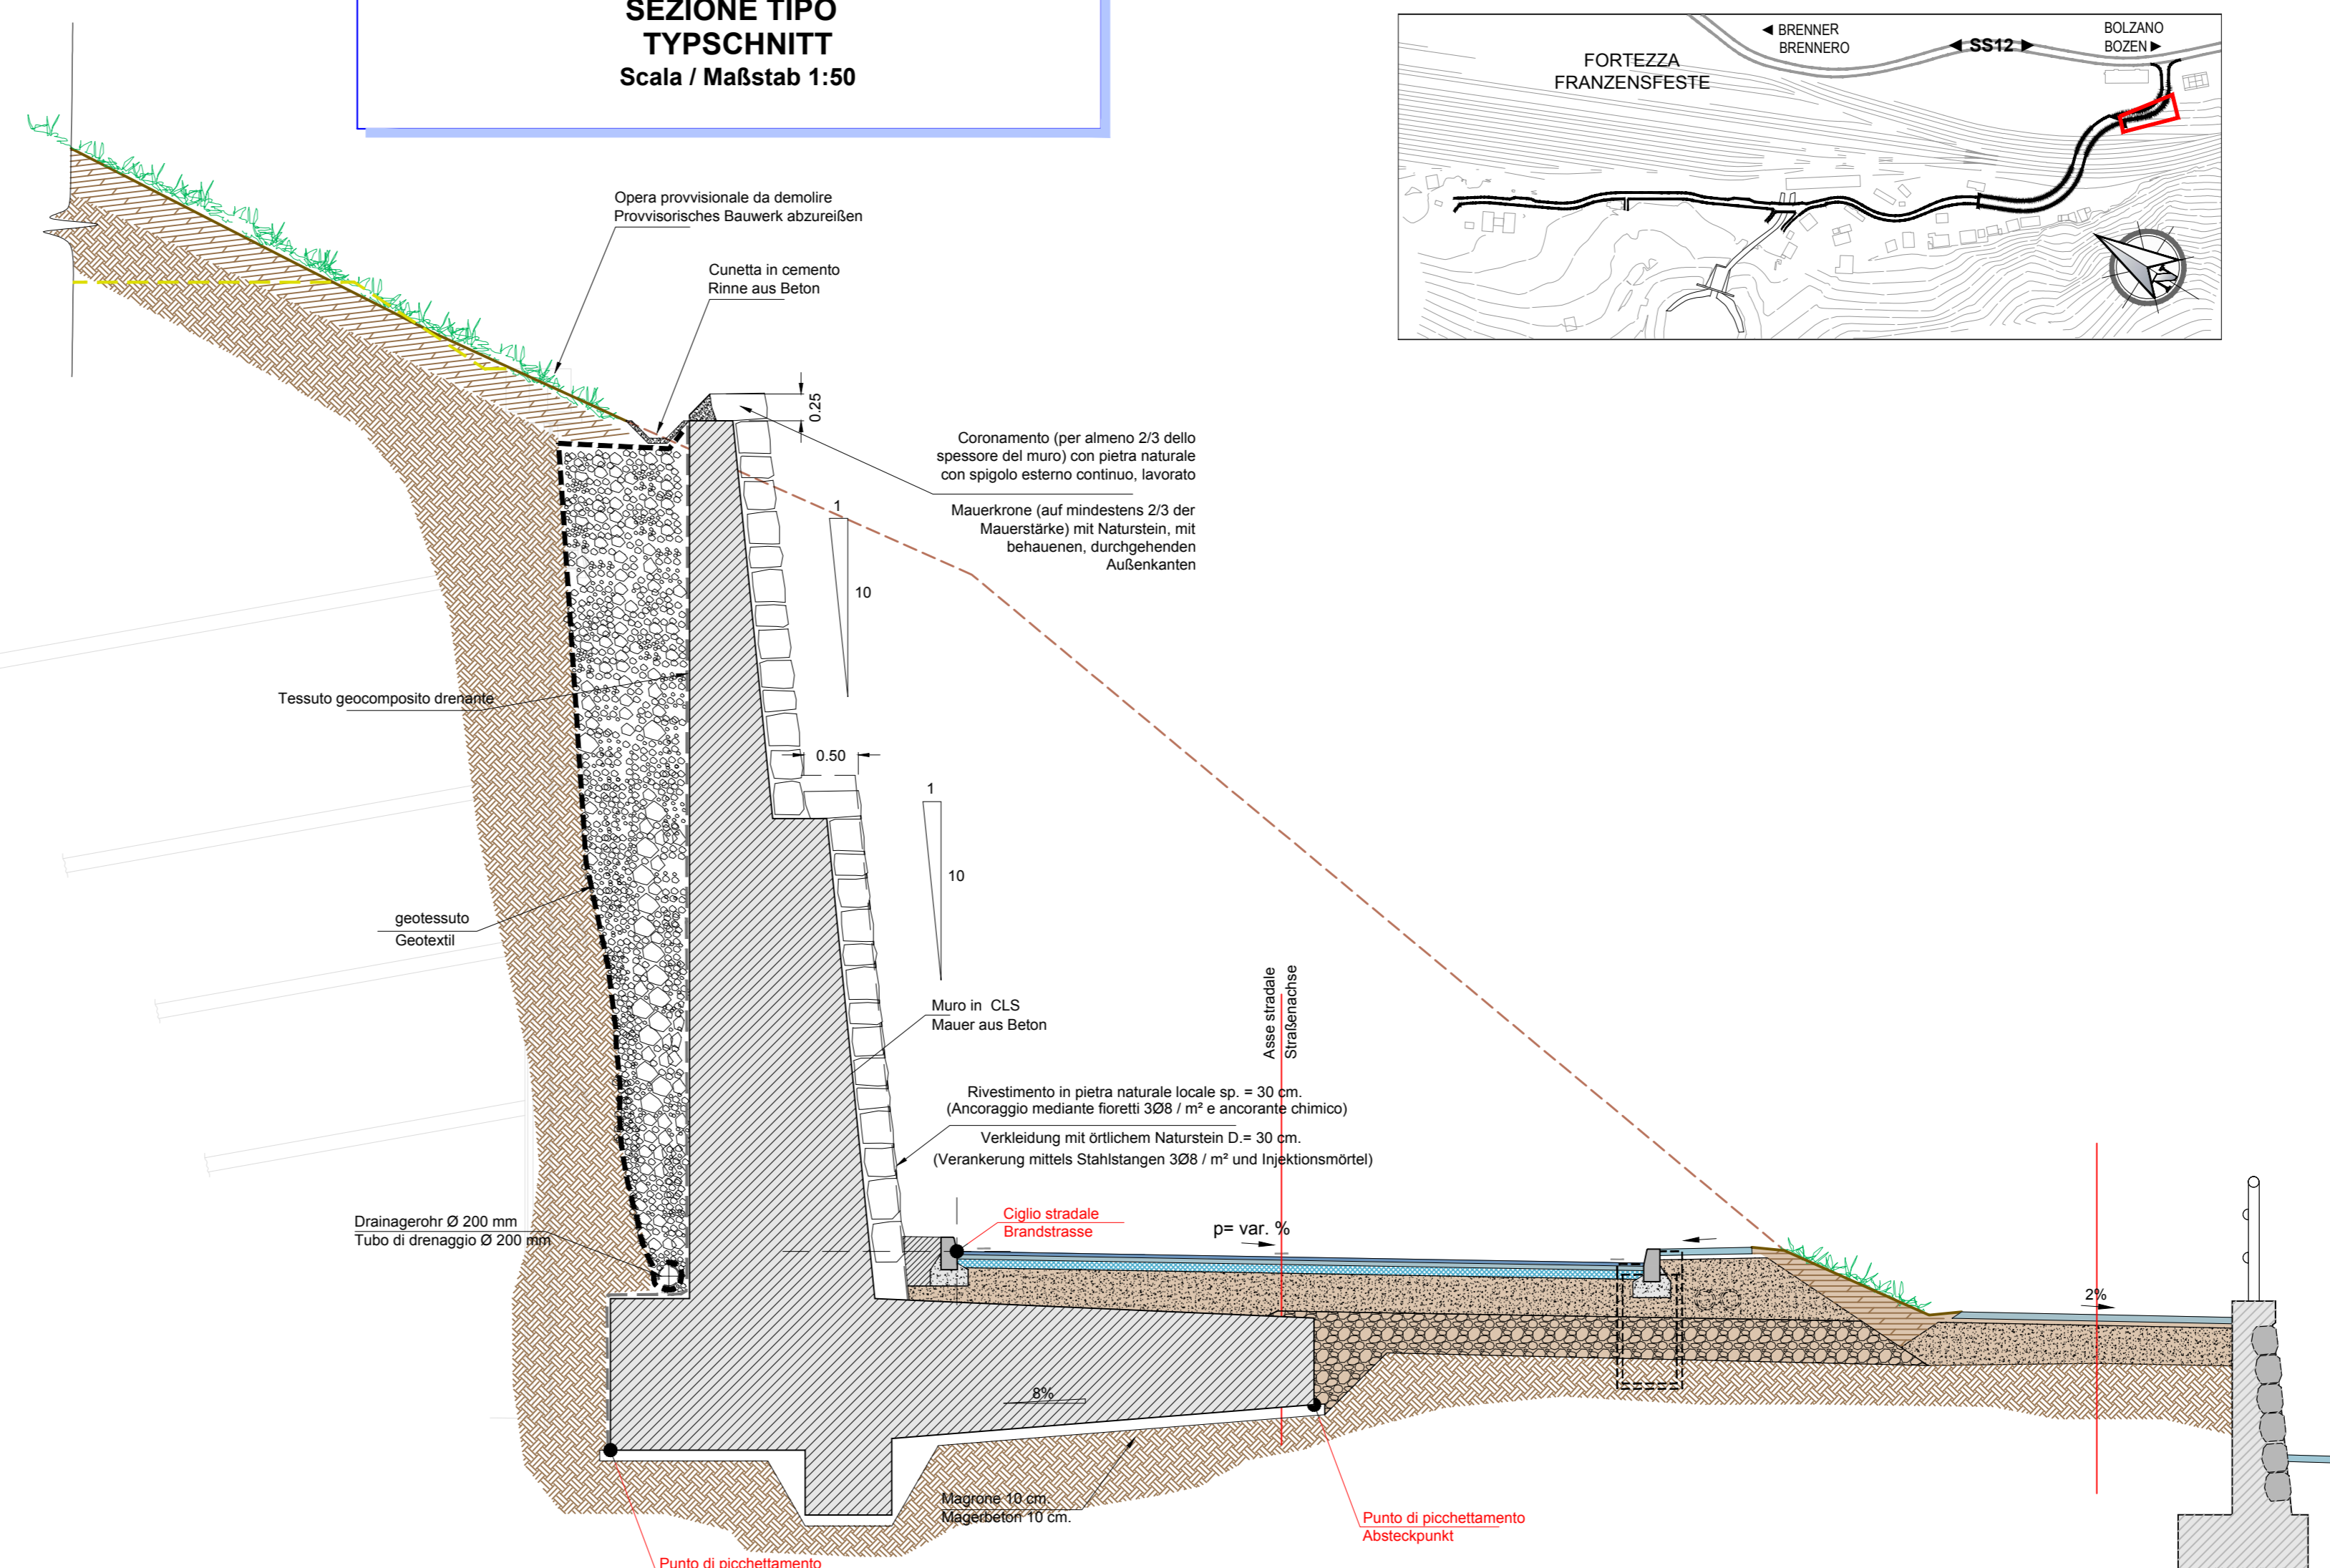 SEZIONE TIPO
TYPSCHNITT
Scala / Maßstab 1:50
◄ BRENNER
BRENNERO
◄ SS12 ►
BOLZANO
BOZEN ►
FORTEZZA
FRANZENSFESTE
Opera provvisionale da demolire
Provvisorisches Bauwerk abzureißen
Cunetta in cemento
Rinne aus Beton
0.25
Coronamento (per almeno 2/3 dello
spessore del muro) con pietra naturale
con spigolo esterno continuo, lavorato
Mauerkrone (auf mindestens 2/3 der
Mauerstärke) mit Naturstein, mit
behauenen, durchgehenden
Außenkanten
1
10
Tessuto geocomposito drenante
0.50
1
10
geotessuto
Geotextil
Muro in CLS
Mauer aus Beton
Asse stradale
Straßenachse
Rivestimento in pietra naturale locale sp. = 30 cm.
(Ancoraggio mediante fioretti 3Ø8 / m² e ancorante chimico)
Verkleidung mit örtlichem Naturstein D.= 30 cm.
(Verankerung mittels Stahlstangen 3Ø8 / m² und Injektionsmörtel)
Drainagerohr Ø 200 mm
Tubo di drenaggio Ø 200 mm
Ciglio stradale
Brandstrasse
p= var. %
2%
8%
Magrone 10 cm.
Magerbeton 10 cm.
Punto di picchettamento
Absteckpunkt
Punto di picchettamento